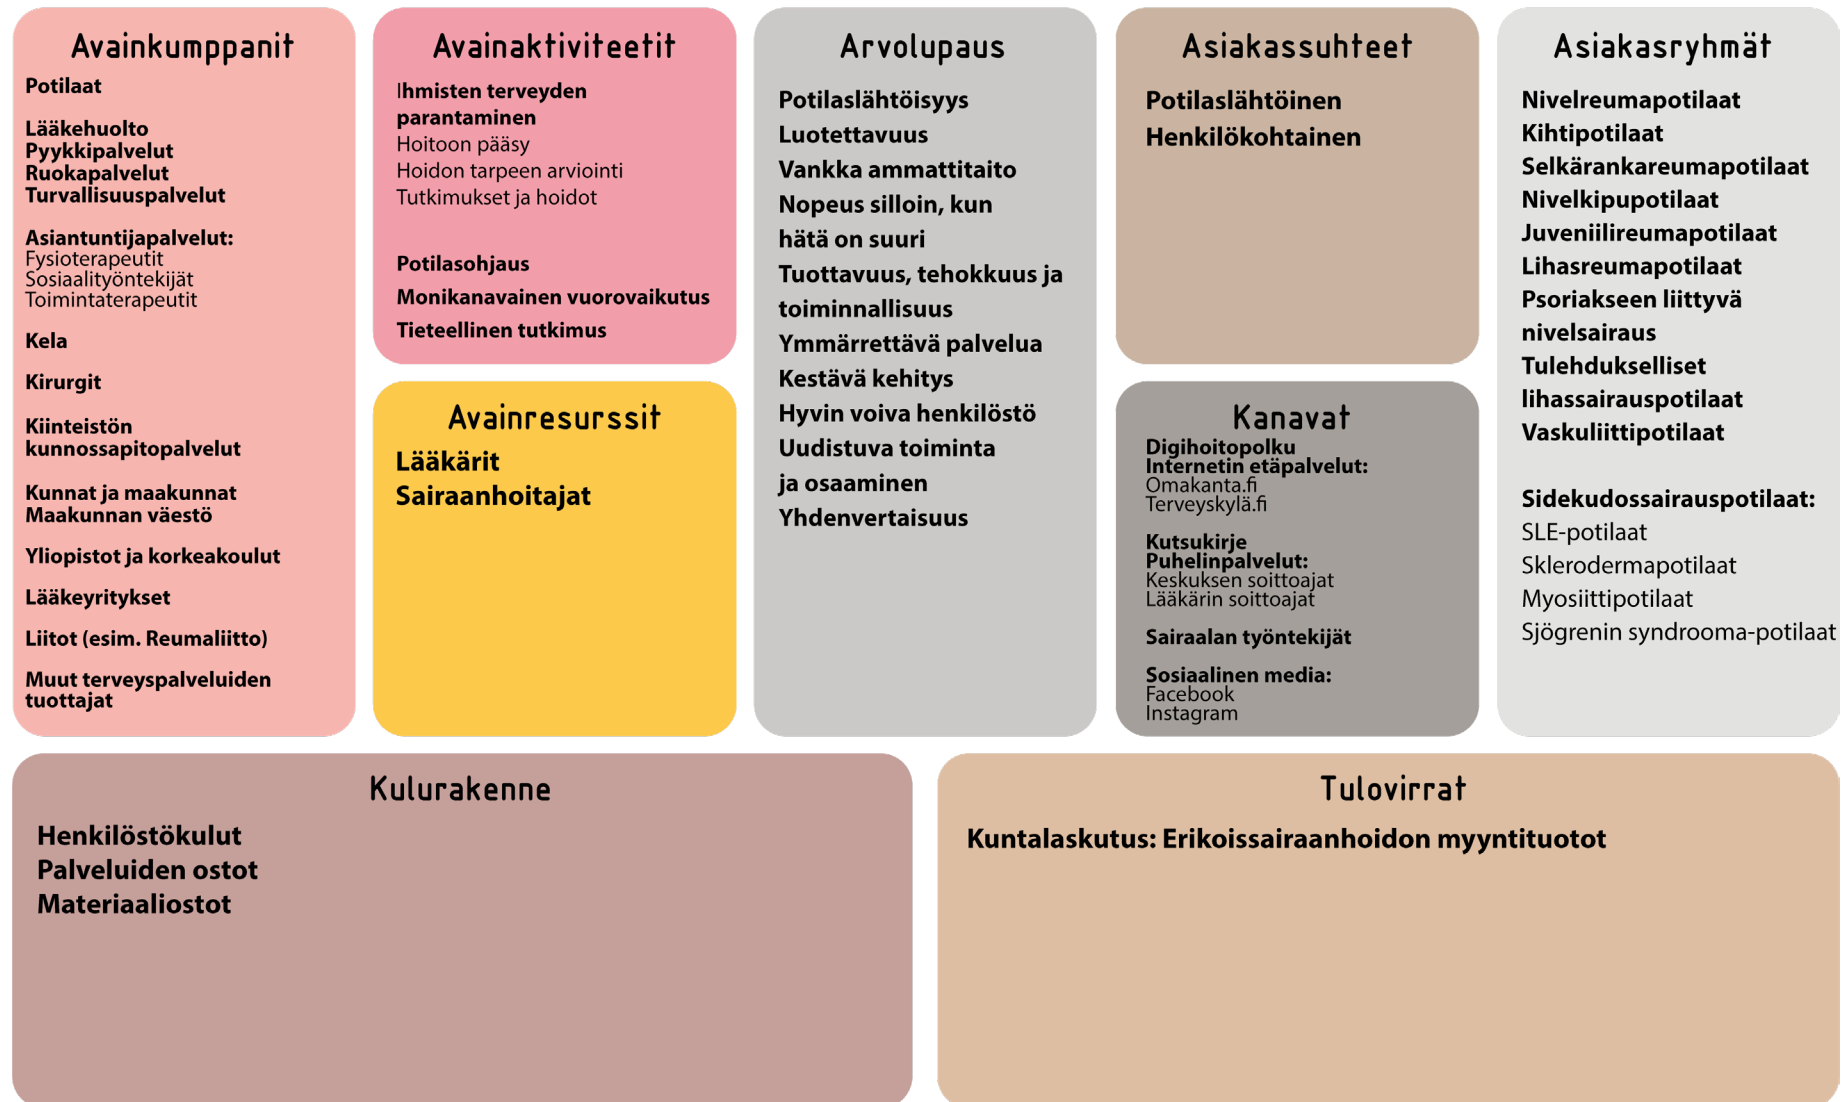 Avainkumppanit
Potilaat
Lääkehuolto
Pyykkipalvelut
Ruokapalvelut
Turvallisuuspalvelut
Asiantuntijapalvelut:
Fysioterapeutit
Sosiaalityöntekijät
Toimintaterapeutit
Kela
Kirurgit
Kiinteistön
kunnossapitopalvelut
Kunnat ja maakunnat
Maakunnan väestö
Yliopistot ja korkeakoulut
Lääkeyritykset
Liitot (esim. Reumaliitto)
Muut terveyspalveluiden
tuottajat
Avainaktiviteetit
Ihmisten terveyden
parantaminen
Hoitoon pääsy
Hoidon tarpeen arviointi
Tutkimukset ja hoidot
Potilasohjaus
Monikanavainen vuorovaikutus
Tieteellinen tutkimus
Avainresurssit
Lääkärit
Sairaanhoitajat
Arvolupaus
Potilaslähtöisyys
Luotettavuus
Vankka ammattitaito
Nopeus silloin, kun
hätä on suuri
Tuottavuus, tehokkuus ja
toiminnallisuus
Ymmärrettävä palvelua
Kestävä kehitys
Hyvin voiva henkilöstö
Uudistuva toiminta
ja osaaminen
Yhdenvertaisuus
Asiakassuhteet
Potilaslähtöinen
Henkilökohtainen
Kanavat
Digihoitopolku
Internetin etäpalvelut:
Omakanta.fi
Terveyskylä.fi
Kutsukirje
Puhelinpalvelut:
Keskuksen soittoajat
Lääkärin soittoajat
Sairaalan työntekijät
Sosiaalinen media:
Facebook
Instagram
Asiakasryhmät
Nivelreumapotilaat
Kihtipotilaat
Selkärankareumapotilaat
Nivelkipupotilaat
Juveniilireumapotilaat
Lihasreumapotilaat
Psoriakseen liittyvä
nivelsairaus
Tulehdukselliset
lihassairauspotilaat
Vaskuliittipotilaat
Sidekudossairauspotilaat:
SLE-potilaat
Sklerodermapotilaat
Myosiittipotilaat
Sjögrenin syndrooma-potilaat
Kulurakenne
Henkilöstökulut
Palveluiden ostot
Materiaaliostot
Tulovirrat
Kuntalaskutus: Erikoissairaanhoidon myyntituotot